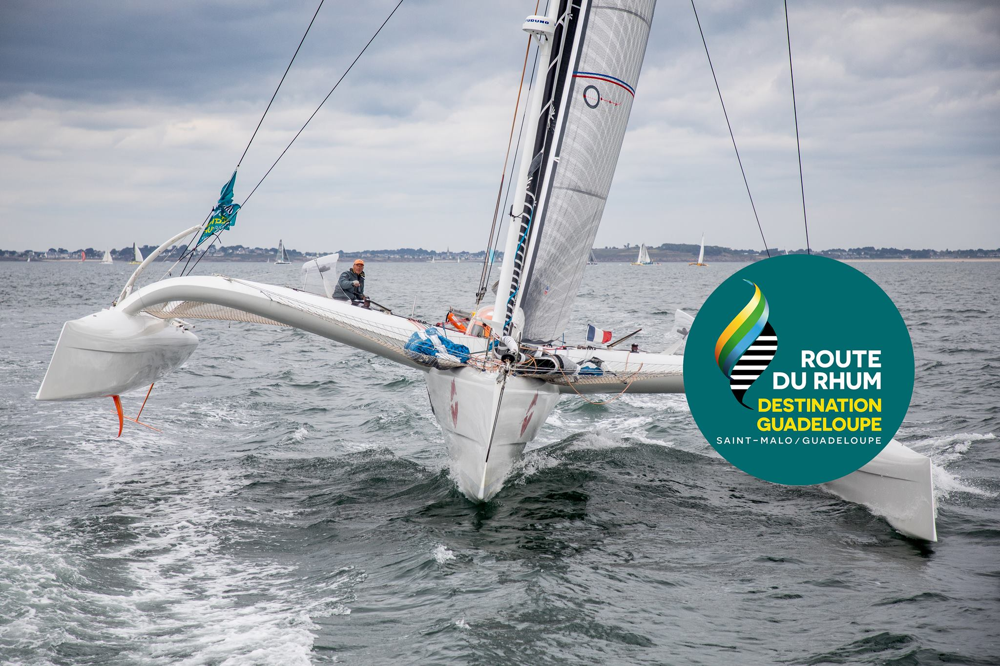 FURUNO
ROUTE
DU RHUM
DESTINATION
GUADELOUPE
SAINT-MALO/GUADELOUPE